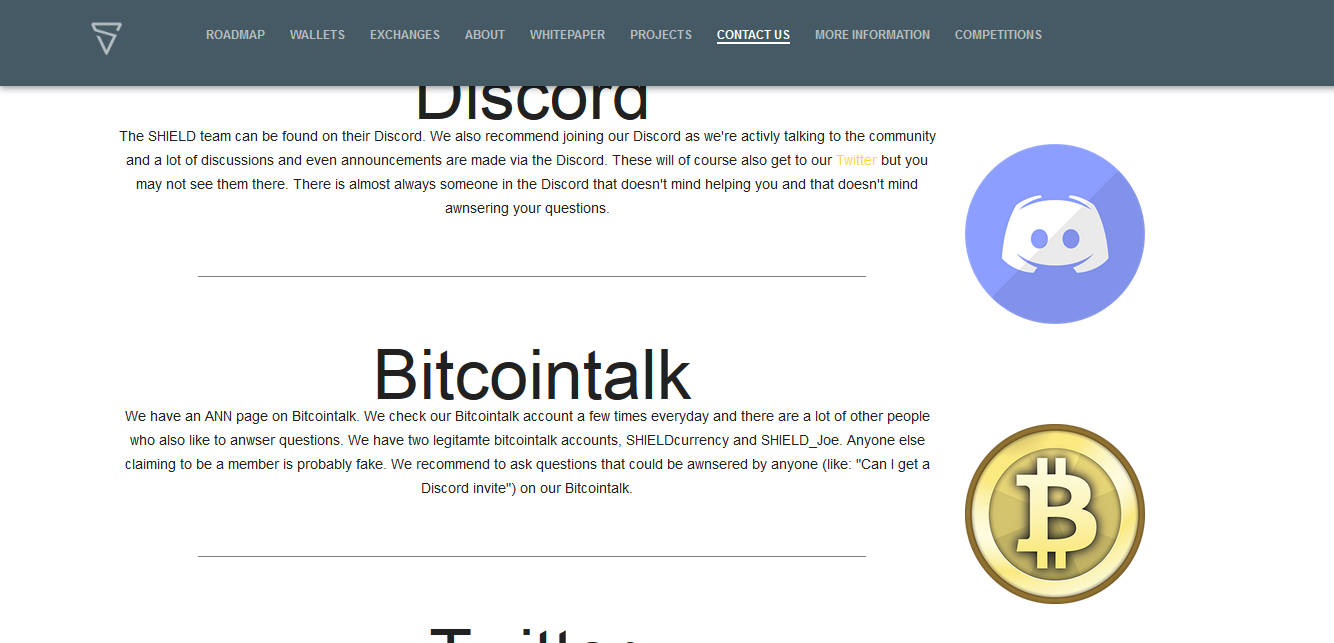 ROADMAP WALLETS EXCHANGES ABOUT WHITEPAPER PROJECTS CONTACT US MORE INFORMATION COMPETITIONS
Discord
The SHIELD team can be found on their Discord. We also recommend joining our Discord as we're activly talking to the community
and a lot of discussions and even announcements are made via the Discord. These will of course also get to our Twitter but you
may not see them there. There is almost always someone in the Discord that doesn't mind helping you and that doesn't mind
awnsering your questions.
Bitcointalk
We have an ANN page on Bitcointalk. We check our Bitcointalk account a few times everyday and there are a lot of other people
who also like to anwser questions. We have two legitamte bitcointalk accounts, SHIELDcurrency and SHIELD_Joe. Anyone else
claiming to be a member is probably fake. We recommend to ask questions that could be awnsered by anyone (like: "Can I get a
Discord invite") on our Bitcointalk.
Twitter